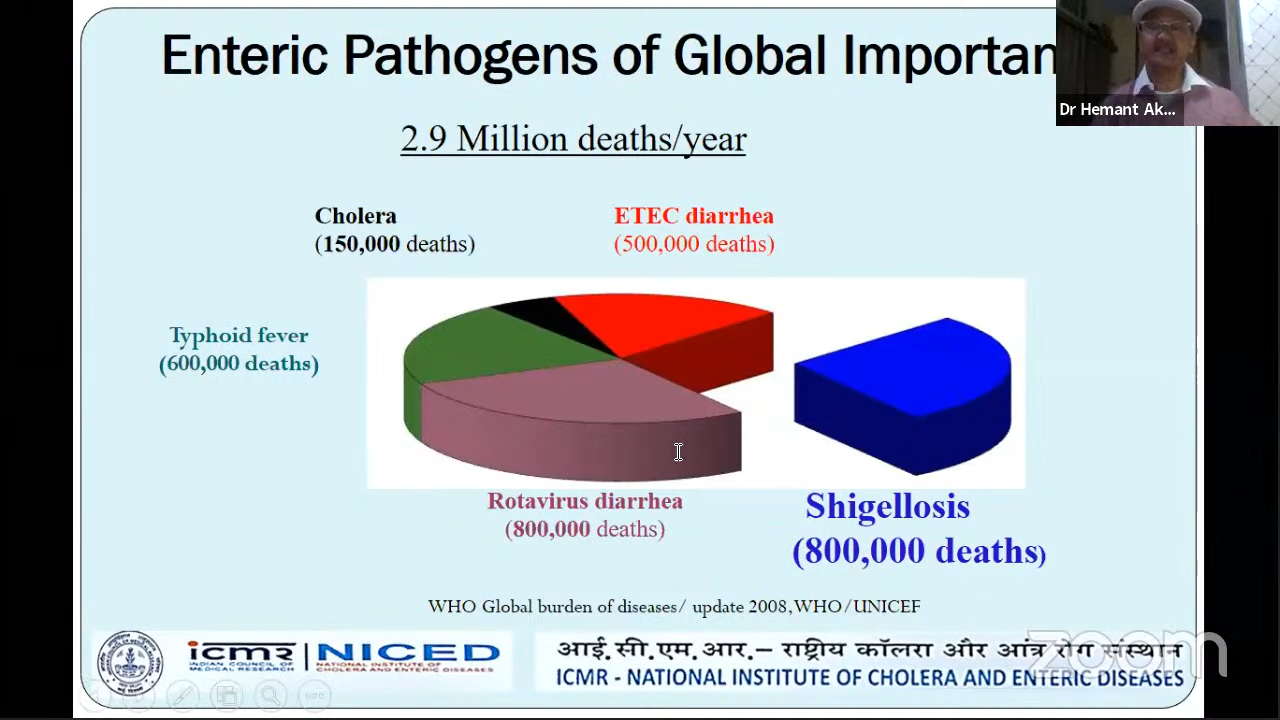 Enteric Pathogens of Global Importan
Dr Hemant Ak...
2.9 Million deaths/year
Cholera
(150,000 deaths)
ETEC diarrhea
(500,000 deaths)
Typhoid fever
(600,000 deaths)
Rotavirus diarrhea
(800,000 deaths)
Shigellosis
(800,000 deaths)
WHO Global burden of diseases/ update 2008,WHO/UNICEF
icmr
INDIAN COUNCIL OF
MEDICAL RESEARCH
NICED
NATIONAL INSTITUTE OF
CHOLERA AND ENTERIC DISEASES
आई.सी.एम.आर.– राष्ट्रीय कॉलरा और आंत्र रोग संस्थान
ICMR - NATIONAL INSTITUTE OF CHOLERA AND ENTERIC DISEASES
zoom